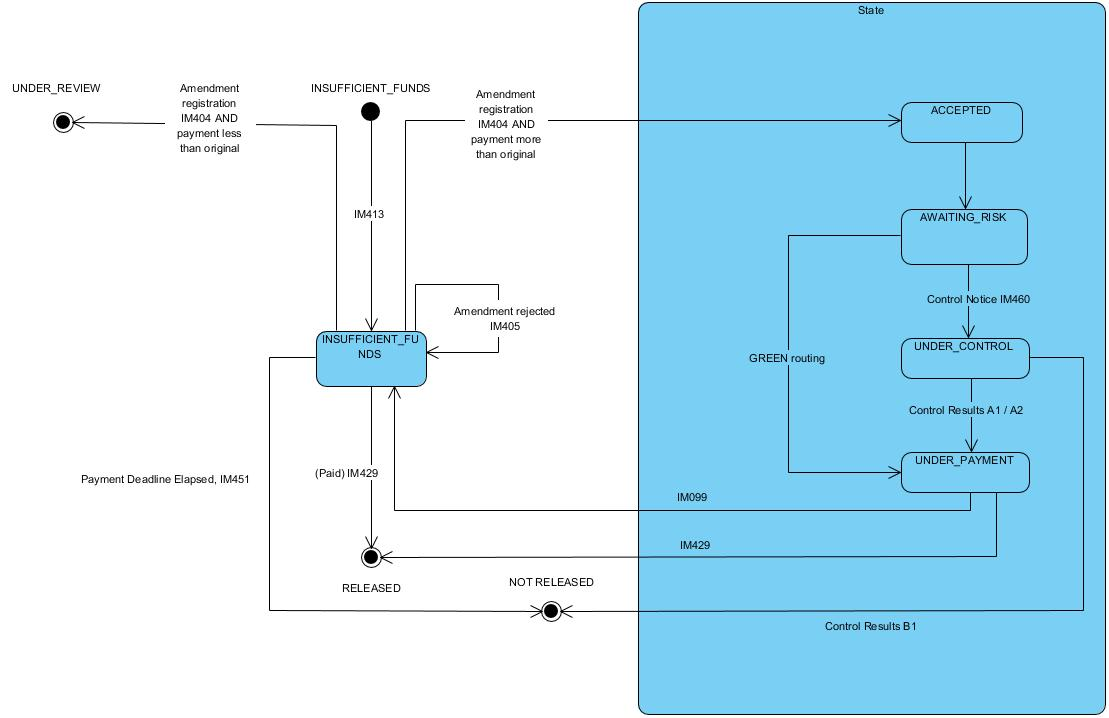 State
UNDER_REVIEW
Amendment
registration
IM404 AND
payment less
than original
INSUFFICIENT_FUNDS
Amendment
registration
IM404 AND
payment more
than original
ACCEPTED
IM413
AWAITING_RISK
Control Notice IM460
Amendment rejected
IM405
INSUFFICIENT_FU
NDS
UNDER_CONTROL
GREEN routing
Control Results A1 / A2
UNDER_PAYMENT
Payment Deadline Elapsed, IM451
(Paid) IM429
IM099
IM429
RELEASED
NOT RELEASED
Control Results B1